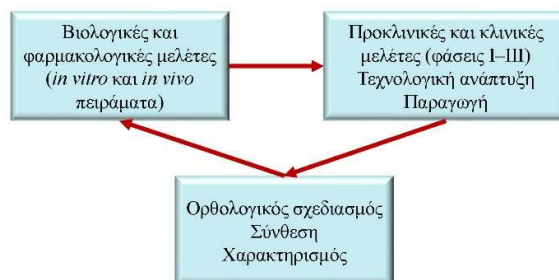 Βιολογικές και
φαρμακολογικές μελέτες
(in vitro και in vivo
πειράματα)
Προκλινικές και κλινικές
μελέτες (φάσεις I–III)
Τεχνολογική ανάπτυξη
Παραγωγή
Ορθολογικός σχεδιασμός
Σύνθεση
Χαρακτηρισμός